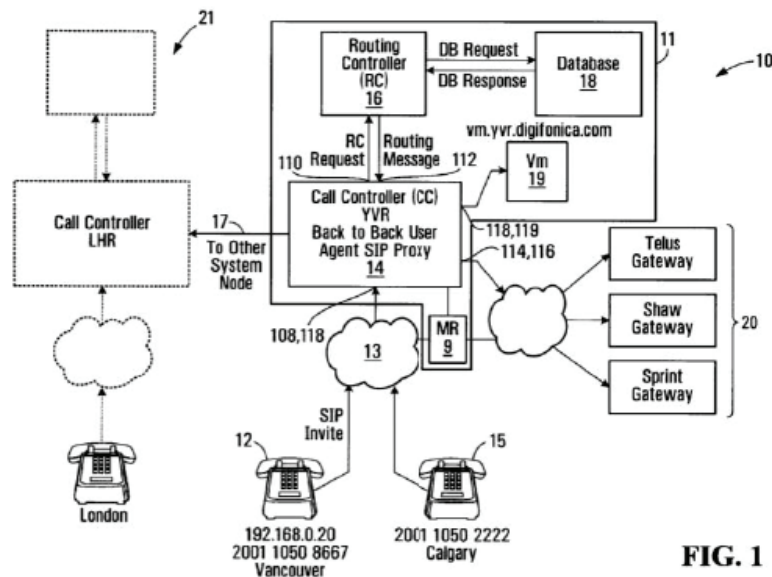 21
11
10
Routing
Controller
(RC)
16
DB Request
DB Response
Database
18
vm.yvr.digifonica.com
RC
Request
Routing
Message
110
112
Vm
19
Call Controller
LHR
17
To Other
System
Node
Call Controller (CC)
YVR
Back to Back User
Agent SIP Proxy
14
118,119
114,116
108,118
MR
9
13
Telus
Gateway
Shaw
Gateway
Sprint
Gateway
20
SIP
Invite
12
15
London
192.168.0.20
2001 1050 8667
Vancouver
2001 1050 2222
Calgary
FIG. 1